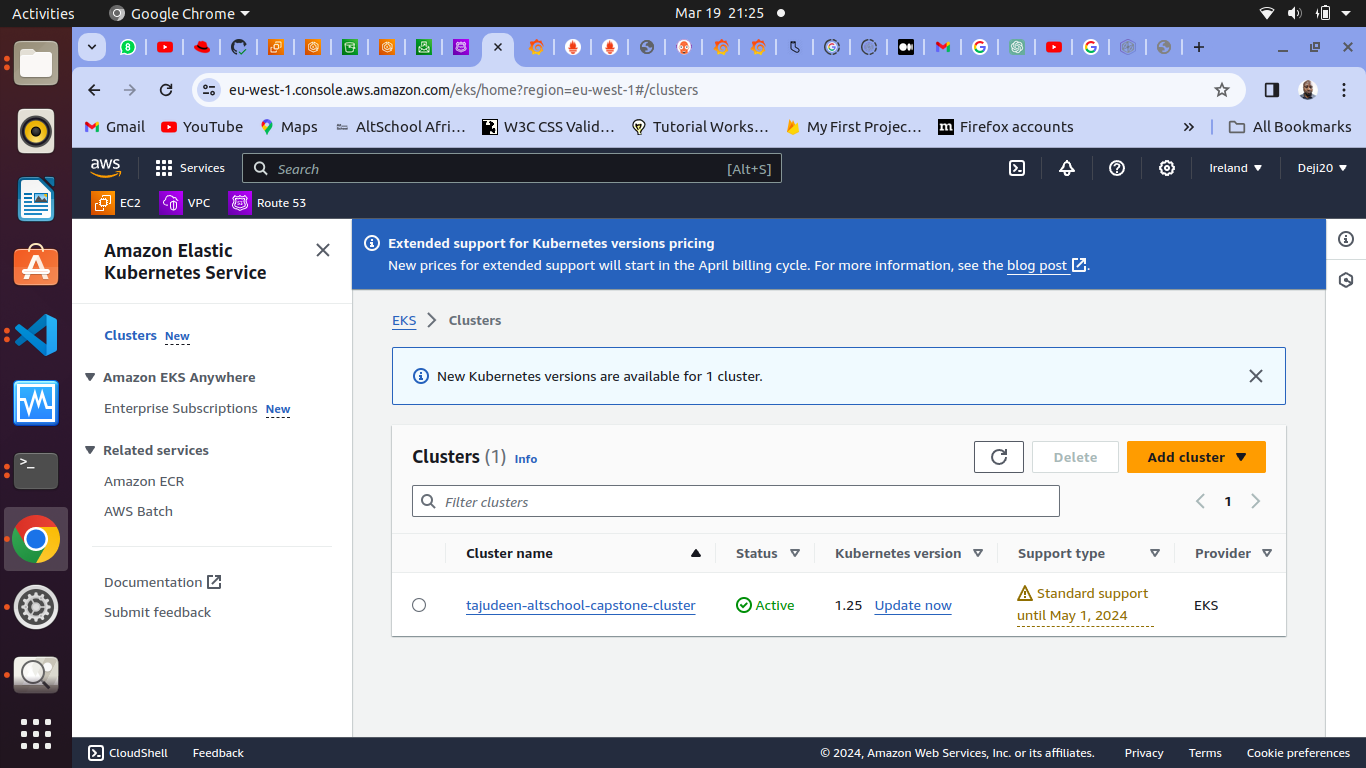 Activities
Google Chrome
Mar 19 21:25
8
eu-west-1.console.aws.amazon.com/eks/home?region=eu-west-1#/clusters
Gmail
YouTube
Maps
AltSchool Afri…
W3C CSS Valid…
Tutorial Works…
My First Projec…
Firefox accounts
»
All Bookmarks
aws
Services
Search
[Alt+S]
Ireland
Deji20
EC2
VPC
Route 53
Amazon Elastic
Kubernetes Service
Clusters New
Amazon EKS Anywhere
Enterprise Subscriptions New
Related services
Amazon ECR
AWS Batch
Documentation
Submit feedback
Extended support for Kubernetes versions pricing
New prices for extended support will start in the April billing cycle. For more information, see the blog post.
EKS
Clusters
New Kubernetes versions are available for 1 cluster.
Clusters (1) Info
Delete
Add cluster
Filter clusters
1
Cluster name
Status
Kubernetes version
Support type
Provider
tajudeen-altschool-capstone-cluster
Active
1.25 Update now
Standard support
until May 1, 2024
EKS
CloudShell
Feedback
© 2024, Amazon Web Services, Inc. or its affiliates.
Privacy
Terms
Cookie preferences